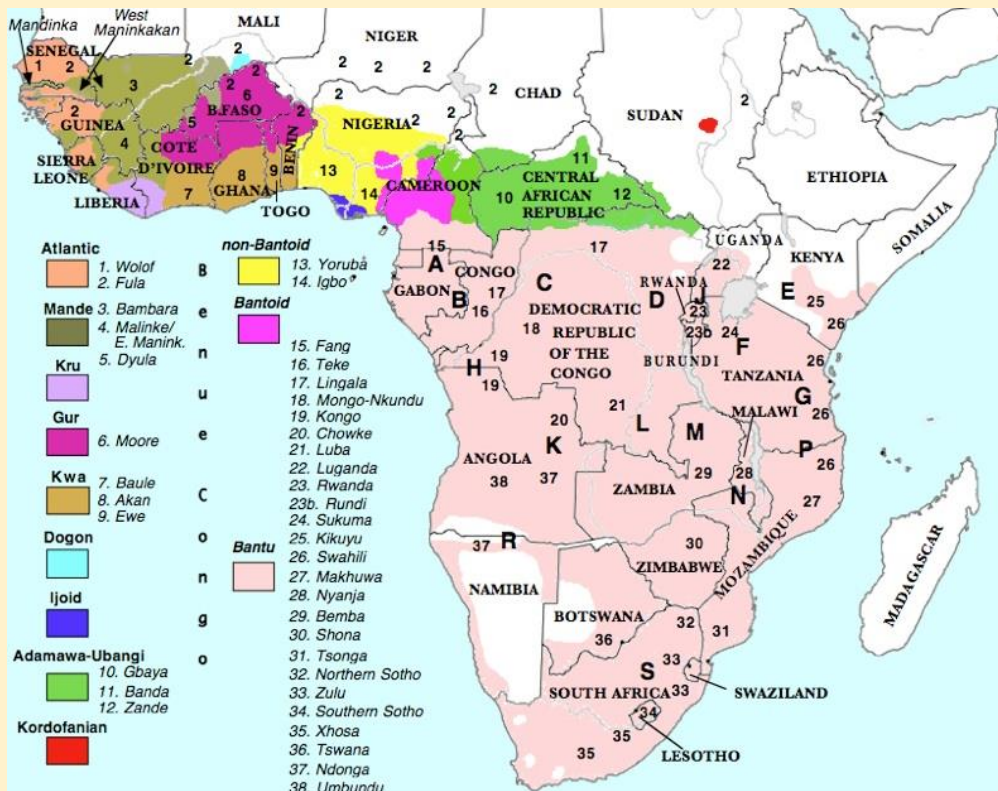 Mandinka
West
Maninkakan
MALI
NIGER
SENEGAL
1
2
2
2
2
2
2
2
3
2
6
B.FASO
2
2
2
2
CHAD
SUDAN
2
GUINEA
2
4
5
COTE
D'IVOIRE
BENIN
NIGERIA
2
2
SIERRA
LEONE
8
GHANA
9
13
14
CAMEROON
11
10
CENTRAL
AFRICAN
REPUBLIC
12
ETHIOPIA
LIBERIA
7
TOGO
SOMALIA
UGANDA
KENYA
15
A
CONGO
17
22
GABON
B
17
16
C
DEMOCRATIC
REPUBLIC
OF THE
CONGO
18
D
RWANDA
J
23
23b
24
E
25
26
BURUNDI
F
TANZANIA
26
H
19
19
G
26
20
21
L
M
MALAWI
P
26
K
ANGOLA
38
37
29
28
N
27
ZAMBIA
MOZAMBIQUE
37
R
30
ZIMBABWE
MADAGASCAR
NAMIBIA
BOTSWANA
36
32
31
33
S
SOUTH AFRICA
33
SWAZILAND
34
35
35
LESOTHO
Atlantic
1. Wolof
2. Fula
Mande
3. Bambara
4. Malinke/
E. Manink.
5. Dyula
Kru
Gur
6. Moore
Kwa
7. Baule
8. Akan
9. Ewe
Dogon
Ijoid
Adamawa-Ubangi
10. Gbaya
11. Banda
12. Zande
Kordofanian
B
e
n
u
e
C
o
n
g
o
non-Bantoid
13. Yorubà
14. Igbo
Bantoid
15. Fang
16. Teke
17. Lingala
18. Mongo-Nkundu
19. Kongo
20. Chowke
21. Luba
22. Luganda
23. Rwanda
23b. Rundi
24. Sukuma
25. Kikuyu
26. Swahili
Bantu
27. Makhuwa
28. Nyanja
29. Bemba
30. Shona
31. Tsonga
32. Northern Sotho
33. Zulu
34. Southern Sotho
35. Xhosa
36. Tswana
37. Ndonga
38. Umbundu